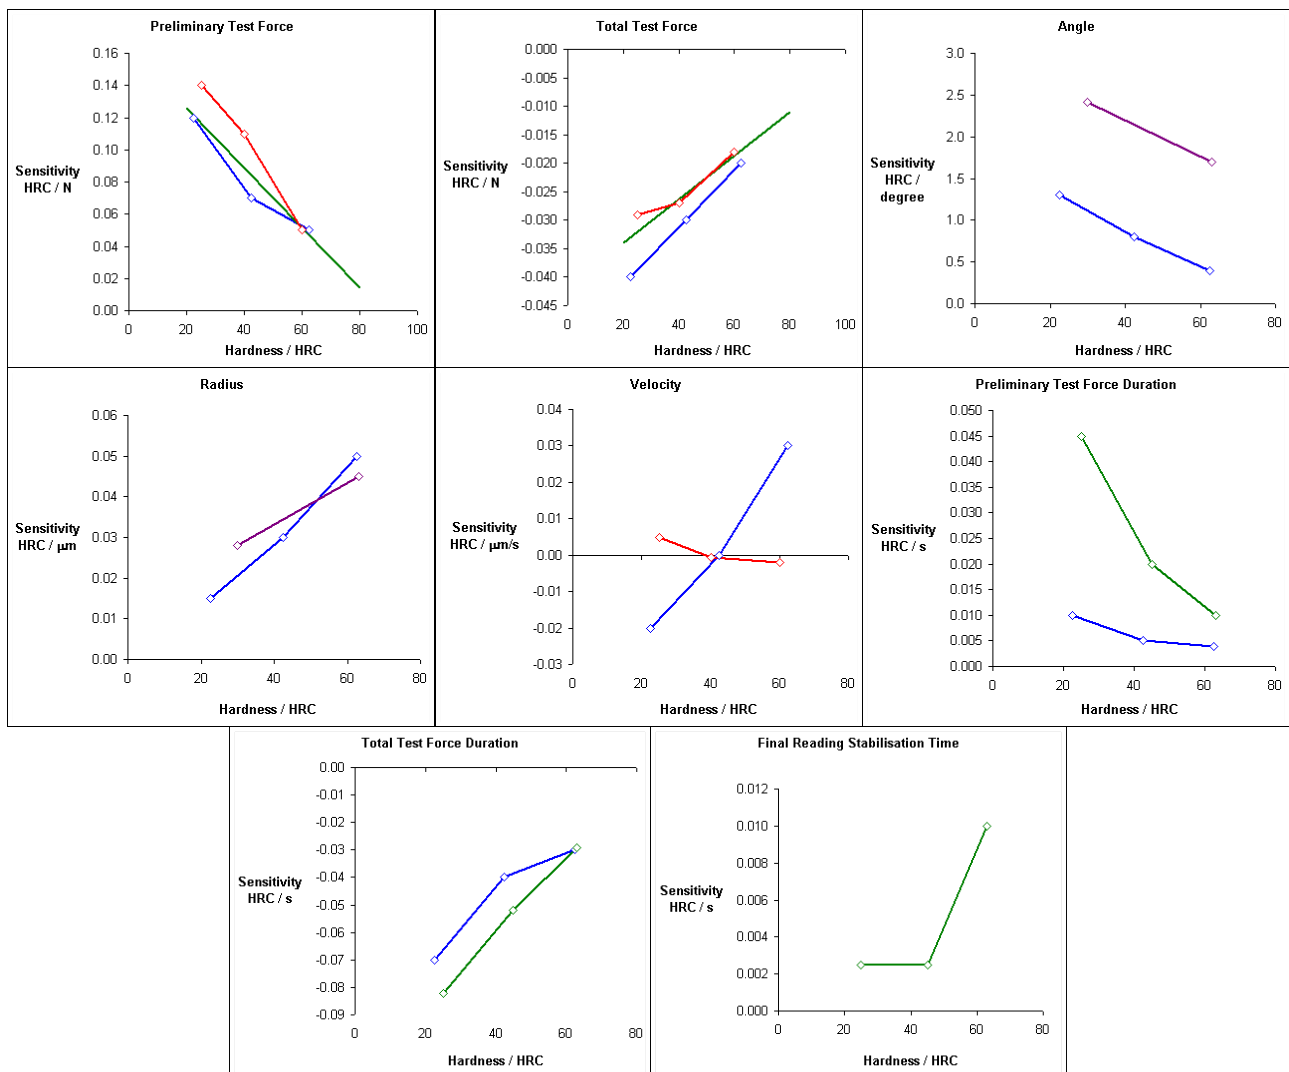 Preliminary Test Force
0.16
0.14
0.12
0.10
0.08
0.06
0.04
0.02
0.00
Sensitivity
HRC / N
0 20 40 60 80 100
Hardness / HRC
Total Test Force
0.000
-0.005
-0.010
-0.015
-0.020
-0.025
-0.030
-0.035
-0.040
-0.045
Sensitivity
HRC / N
0 20 40 60 80 100
Hardness / HRC
Angle
3.0
2.5
2.0
1.5
1.0
0.5
0.0
Sensitivity
HRC /
degree
0 20 40 60 80
Hardness / HRC
Radius
0.06
0.05
0.04
0.03
0.02
0.01
0.00
Sensitivity
HRC / µm
0 20 40 60 80
Hardness / HRC
Velocity
0.04
0.03
0.02
0.01
0.00
-0.01
-0.02
-0.03
Sensitivity
HRC / µm/s
0 20 40 60 80
Hardness / HRC
Preliminary Test Force Duration
0.050
0.045
0.040
0.035
0.030
0.025
0.020
0.015
0.010
0.005
0.000
Sensitivity
HRC / s
0 20 40 60 80
Hardness / HRC
Total Test Force Duration
0.00
-0.01
-0.02
-0.03
-0.04
-0.05
-0.06
-0.07
-0.08
-0.09
Sensitivity
HRC / s
0 20 40 60 80
Hardness / HRC
Final Reading Stabilisation Time
0.012
0.010
0.008
0.006
0.004
0.002
0.000
Sensitivity
HRC / s
0 20 40 60 80
Hardness / HRC